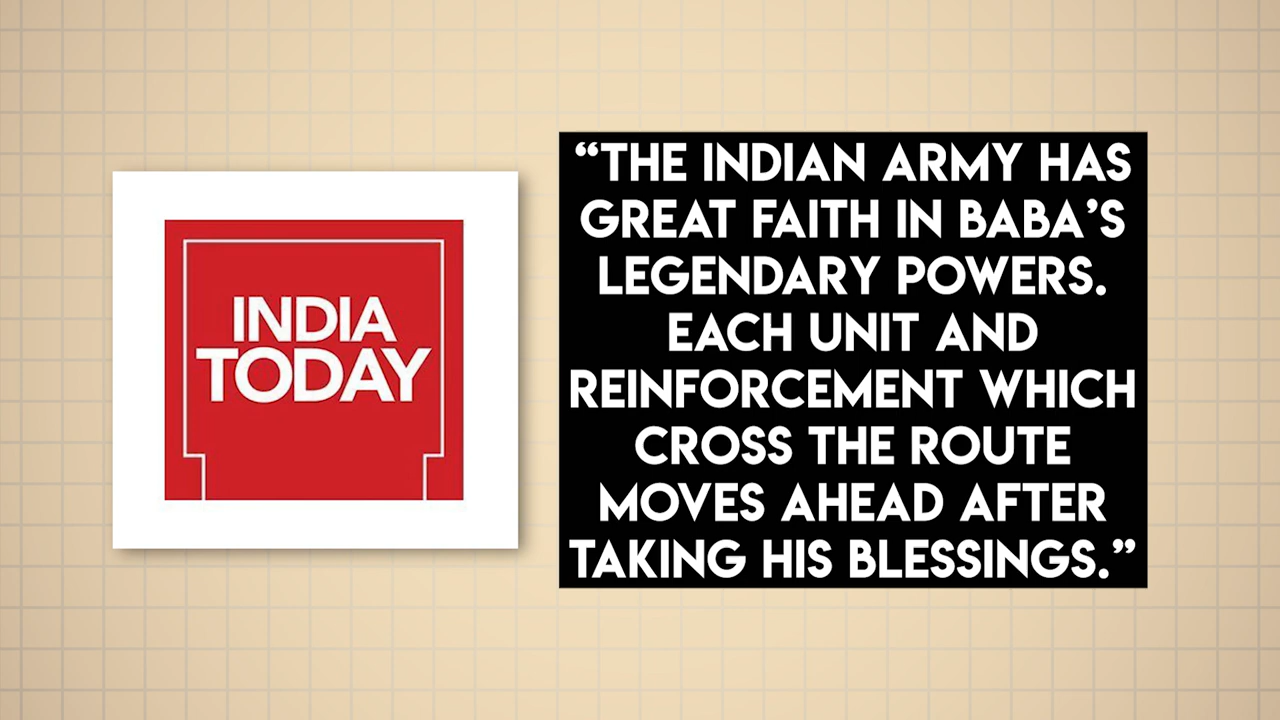 INDIA
TODAY
“THE INDIAN ARMY HAS
GREAT FAITH IN BABA’S
LEGENDARY POWERS.
EACH UNIT AND
REINFORCEMENT WHICH
CROSS THE ROUTE
MOVES AHEAD AFTER
TAKING HIS BLESSINGS.”